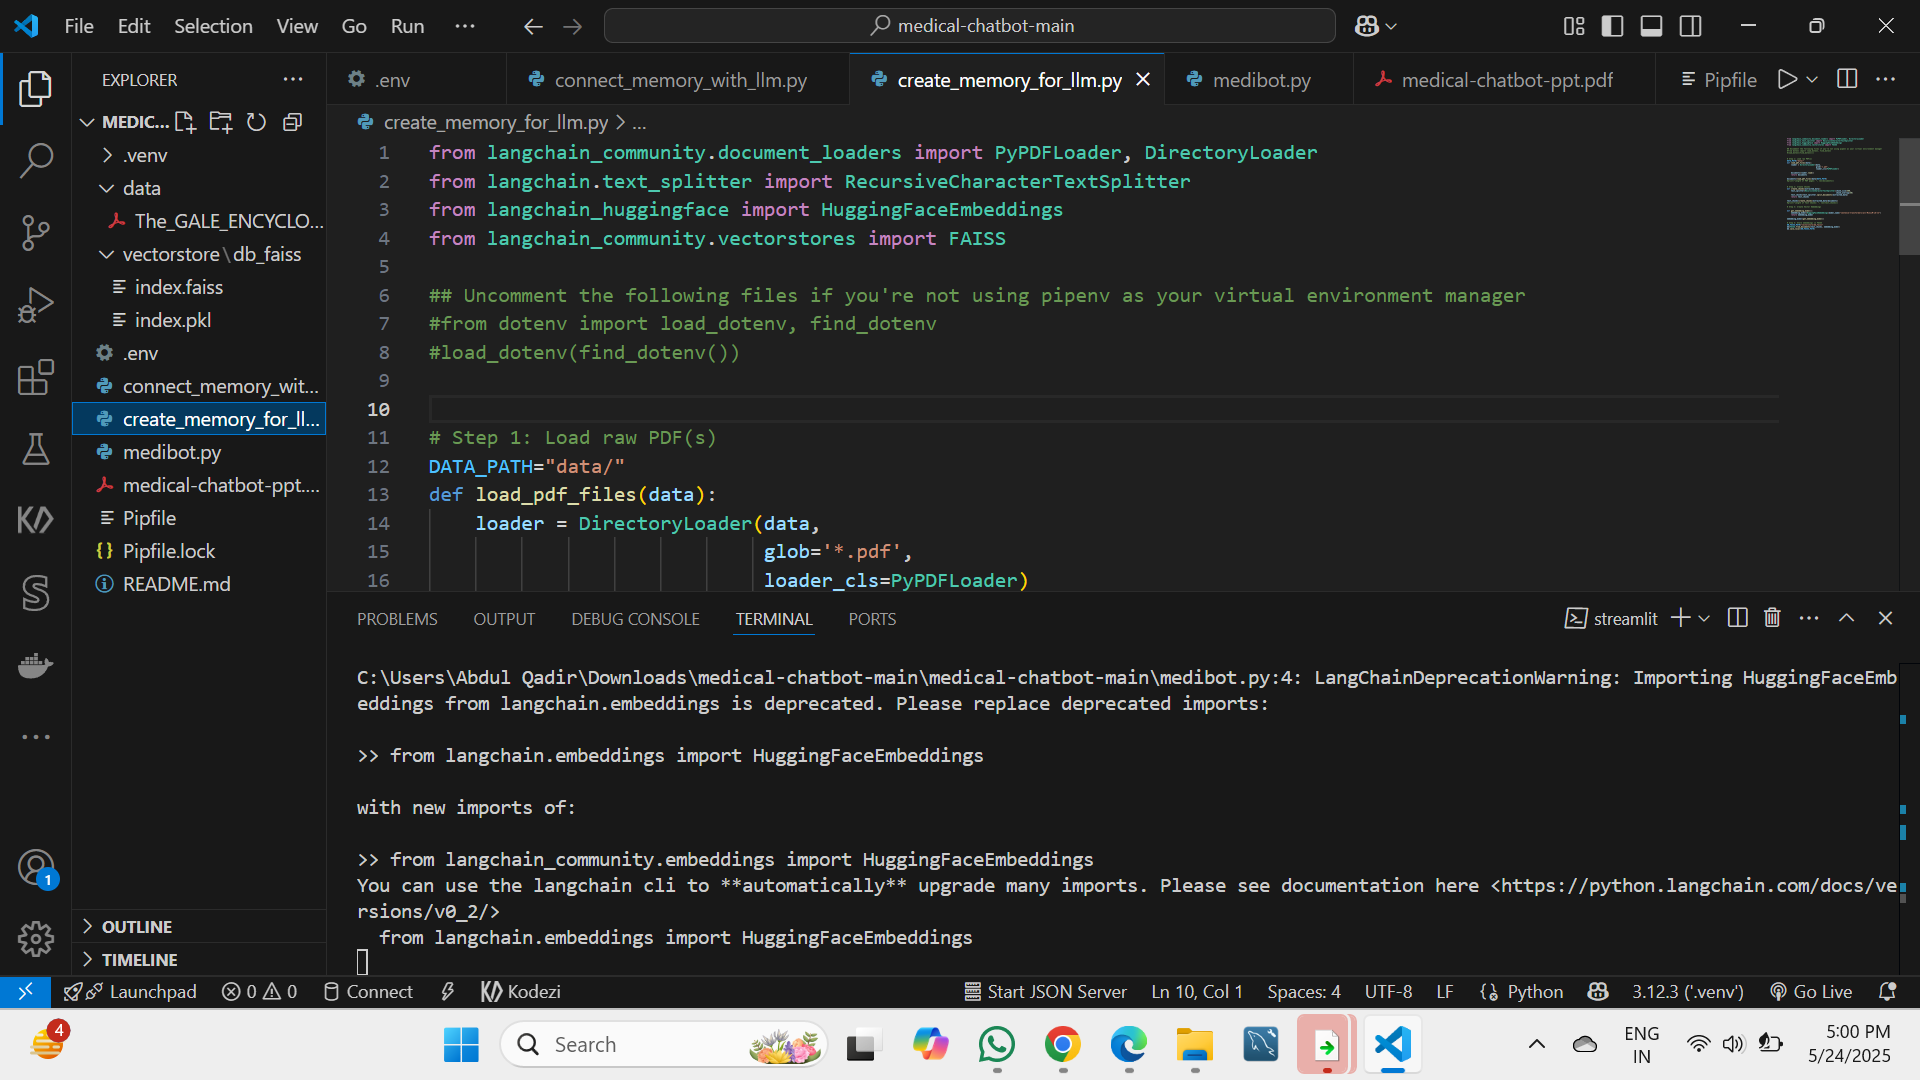 File Edit Selection View Go Run ··· medical-chatbot-main
EXPLORER ···
MEDIC...
.venv
data
The_GALE_ENCYCLO...
vectorstore\db_faiss
index.faiss
index.pkl
.env
connect_memory_wit...
create_memory_for_ll...
medibot.py
medical-chatbot-ppt....
Pipfile
Pipfile.lock
README.md
OUTLINE
TIMELINE
1
.env connect_memory_with_llm.py create_memory_for_llm.py medibot.py medical-chatbot-ppt.pdf Pipfile
create_memory_for_llm.py > ...
1 from langchain_community.document_loaders import PyPDFLoader, DirectoryLoader
2 from langchain.text_splitter import RecursiveCharacterTextSplitter
3 from langchain_huggingface import HuggingFaceEmbeddings
4 from langchain_community.vectorstores import FAISS
5
6 ## Uncomment the following files if you're not using pipenv as your virtual environment manager
7 #from dotenv import load_dotenv, find_dotenv
8 #load_dotenv(find_dotenv())
9
10
11 # Step 1: Load raw PDF(s)
12 DATA_PATH="data/"
13 def load_pdf_files(data):
14 loader = DirectoryLoader(data,
15 glob='*.pdf',
16 loader_cls=PyPDFLoader)
PROBLEMS OUTPUT DEBUG CONSOLE TERMINAL PORTS streamlit
C:\Users\Abdul Qadir\Downloads\medical-chatbot-main\medical-chatbot-main\medibot.py:4: LangChainDeprecationWarning: Importing HuggingFaceEmb
eddings from langchain.embeddings is deprecated. Please replace deprecated imports:
>> from langchain.embeddings import HuggingFaceEmbeddings
with new imports of:
>> from langchain_community.embeddings import HuggingFaceEmbeddings
You can use the langchain cli to **automatically** upgrade many imports. Please see documentation here <https://python.langchain.com/docs/ve
rsions/v0_2/>
from langchain.embeddings import HuggingFaceEmbeddings
Launchpad 0 0 Connect Kodezi Start JSON Server Ln 10, Col 1 Spaces: 4 UTF-8 LF Python 3.12.3 ('.venv') Go Live
4 Search ENG 5:00 PM
IN 5/24/2025